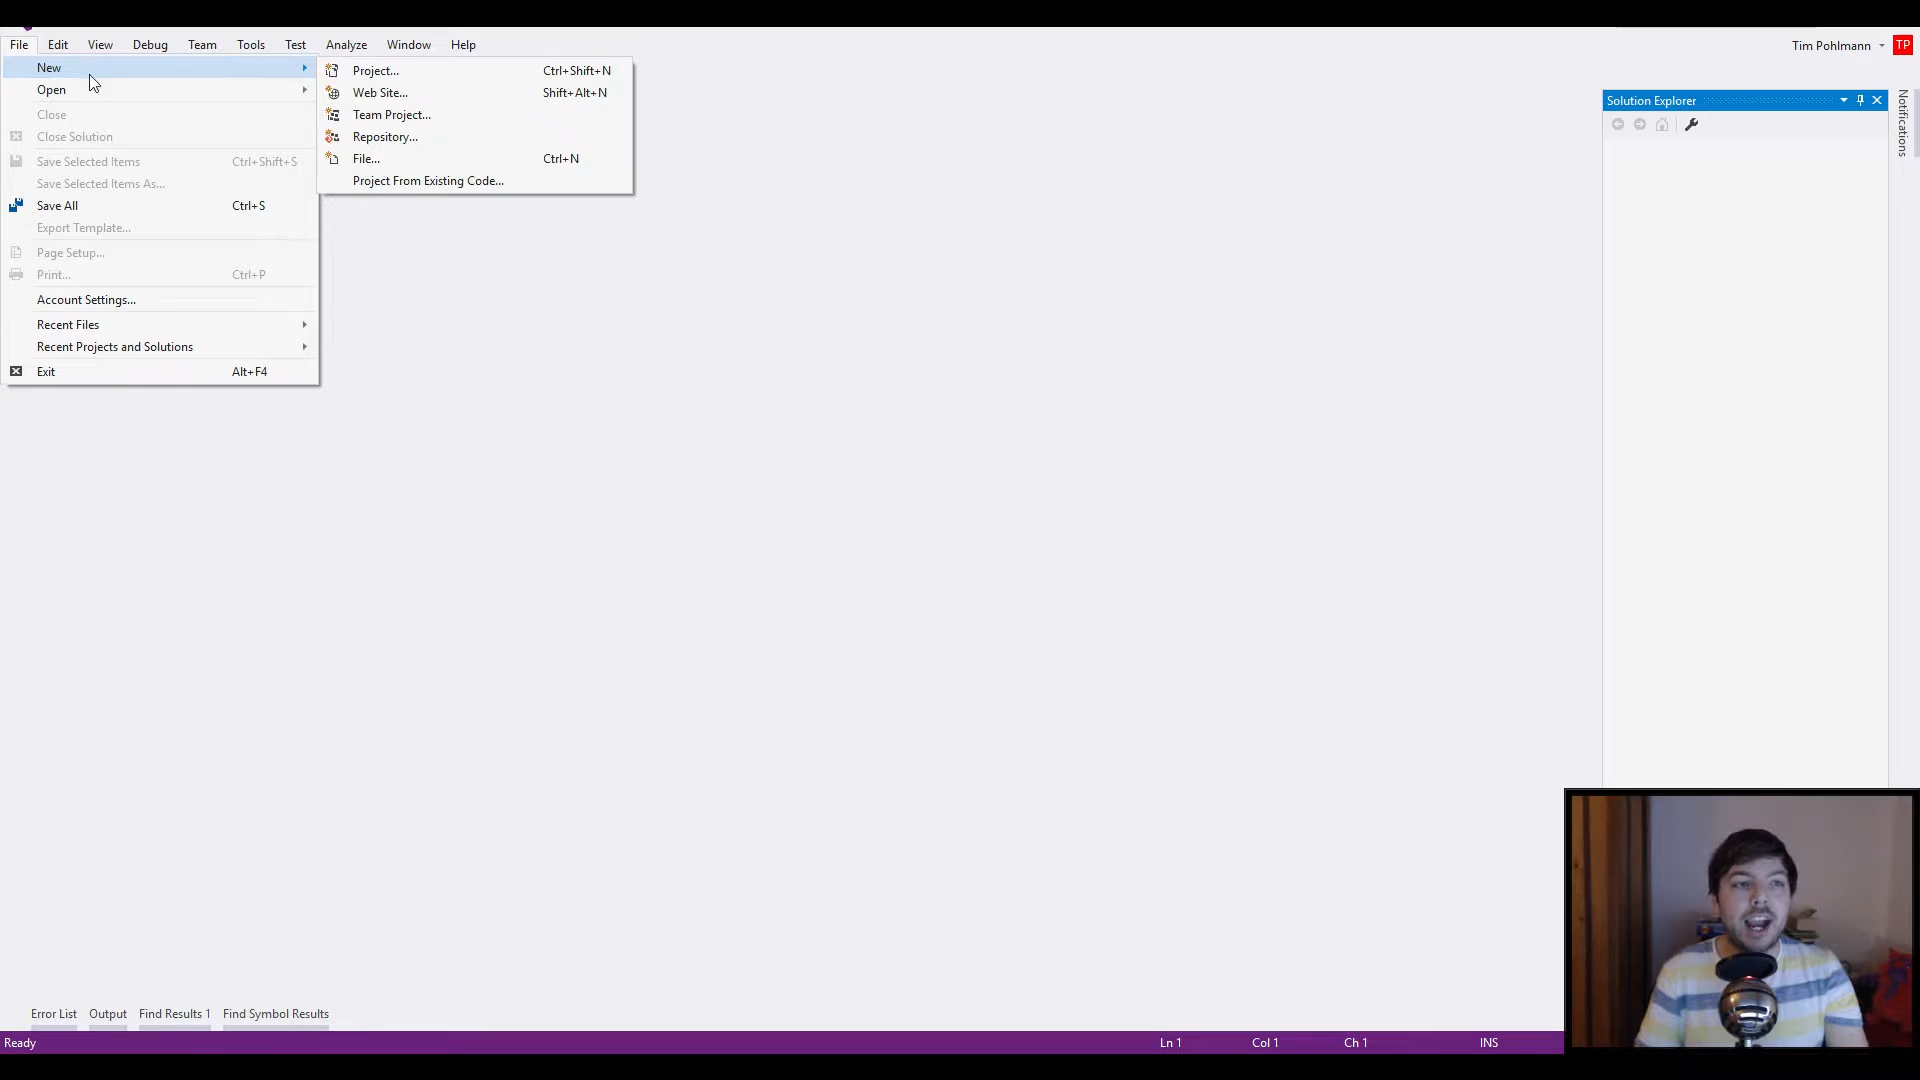 File Edit View Debug Team Tools Test Analyze Window Help
Tim Pohlmann TP
New
Open
Close
Close Solution
Save Selected Items Ctrl+Shift+S
Save Selected Items As...
Save All Ctrl+S
Export Template...
Page Setup...
Print... Ctrl+P
Account Settings...
Recent Files
Recent Projects and Solutions
Exit Alt+F4
Project... Ctrl+Shift+N
Web Site... Shift+Alt+N
Team Project...
Repository...
File... Ctrl+N
Project From Existing Code...
Solution Explorer
Notifications
Error List Output Find Results 1 Find Symbol Results
Ready Ln 1 Col 1 Ch 1 INS